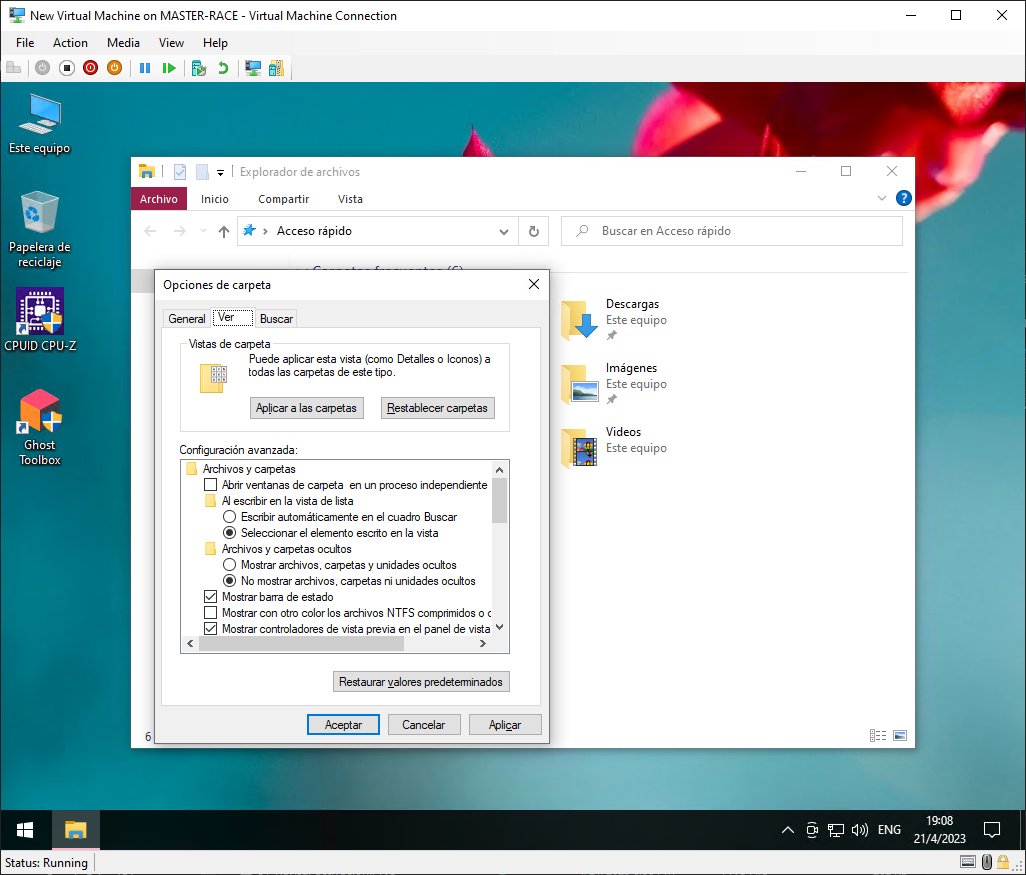 New Virtual Machine on MASTER-RACE - Virtual Machine Connection
File Action Media View Help
Este equipo
Papelera de
reciclaje
CPUID CPU-Z
Ghost
Toolbox
Explorador de archivos
Archivo Inicio Compartir Vista
Acceso rápido
Buscar en Acceso rápido
Carpetas frecuentes (6)
Descargas
Este equipo
Imágenes
Este equipo
Videos
Este equipo
6
Opciones de carpeta
General Ver Buscar
Vistas de carpeta
Puede aplicar esta vista (como Detalles o Iconos) a
todas las carpetas de este tipo.
Aplicar a las carpetas Restablecer carpetas
Configuración avanzada:
Archivos y carpetas
Abrir ventanas de carpeta en un proceso independiente
Al escribir en la vista de lista
Escribir automáticamente en el cuadro Buscar
Seleccionar el elemento escrito en la vista
Archivos y carpetas ocultos
Mostrar archivos, carpetas y unidades ocultos
No mostrar archivos, carpetas ni unidades ocultos
Mostrar barra de estado
Mostrar con otro color los archivos NTFS comprimidos o c
Mostrar controladores de vista previa en el panel de vista
Restaurar valores predeterminados
Aceptar Cancelar Aplicar
ENG
19:08
21/4/2023
Status: Running